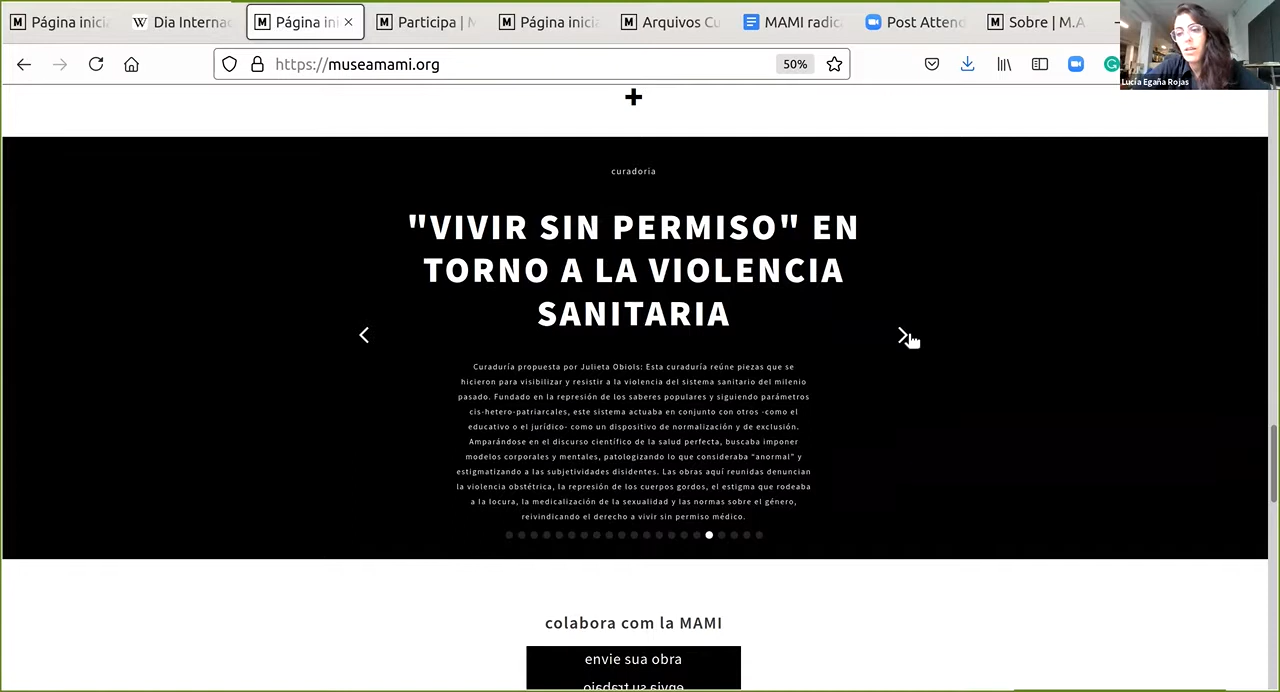 Página inici
Dia Interna
Página in
Participa | M
Página inicia
Arquivos Cu
MAMI radic
Post Attend
Sobre | M.A
https://museamami.org
50%
Lucía Egaña Rojas
curadoria
"VIVIR SIN PERMISO" EN
TORNO A LA VIOLENCIA
SANITARIA
Curaduría propuesta por Julieta Obiols: Esta curaduría reúne piezas que se
hicieron para visibilizar y resistir a la violencia del sistema sanitario del milenio
pasado. Fundado en la represión de los saberes populares y siguiendo parámetros
cis-hetero-patriarcales, este sistema actuaba en conjunto con otros -como el
educativo o el jurídico- como un dispositivo de normalización y de exclusión.
Amparándose en el discurso científico de la salud perfecta, buscaba imponer
modelos corporales y mentales, patologizando lo que consideraba "anormal" y
estigmatizando a las subjetividades disidentes. Las obras aquí reunidas denuncian
la violencia obstétrica, la represión de los cuerpos gordos, el estigma que rodeaba
a la locura, la medicalización de la sexualidad y las normas sobre el género,
reivindicando el derecho a vivir sin permiso médico.
colabora com la MAMI
envie sua obra
envia su trabajo